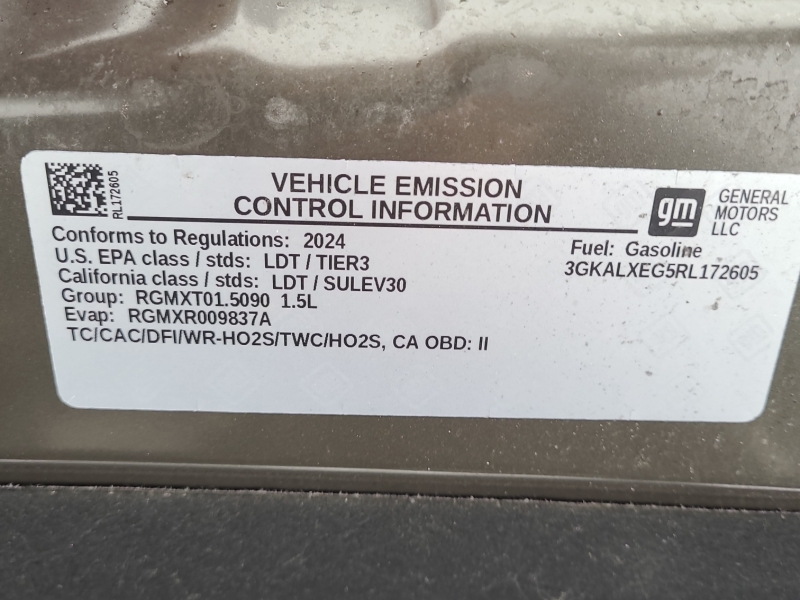 RL172605
VEHICLE EMISSION
CONTROL INFORMATION
gm
GENERAL
MOTORS
LLC
Conforms to Regulations: 2024
U.S. EPA class / stds: LDT / TIER3
California class / stds: LDT / SULEV30
Group: RGMXT01.5090 1.5L
Evap: RGMXR009837A
TC/CAC/DFI/WR-HO2S/TWC/HO2S, CA OBD: II
Fuel: Gasoline
3GKALXEG5RL172605